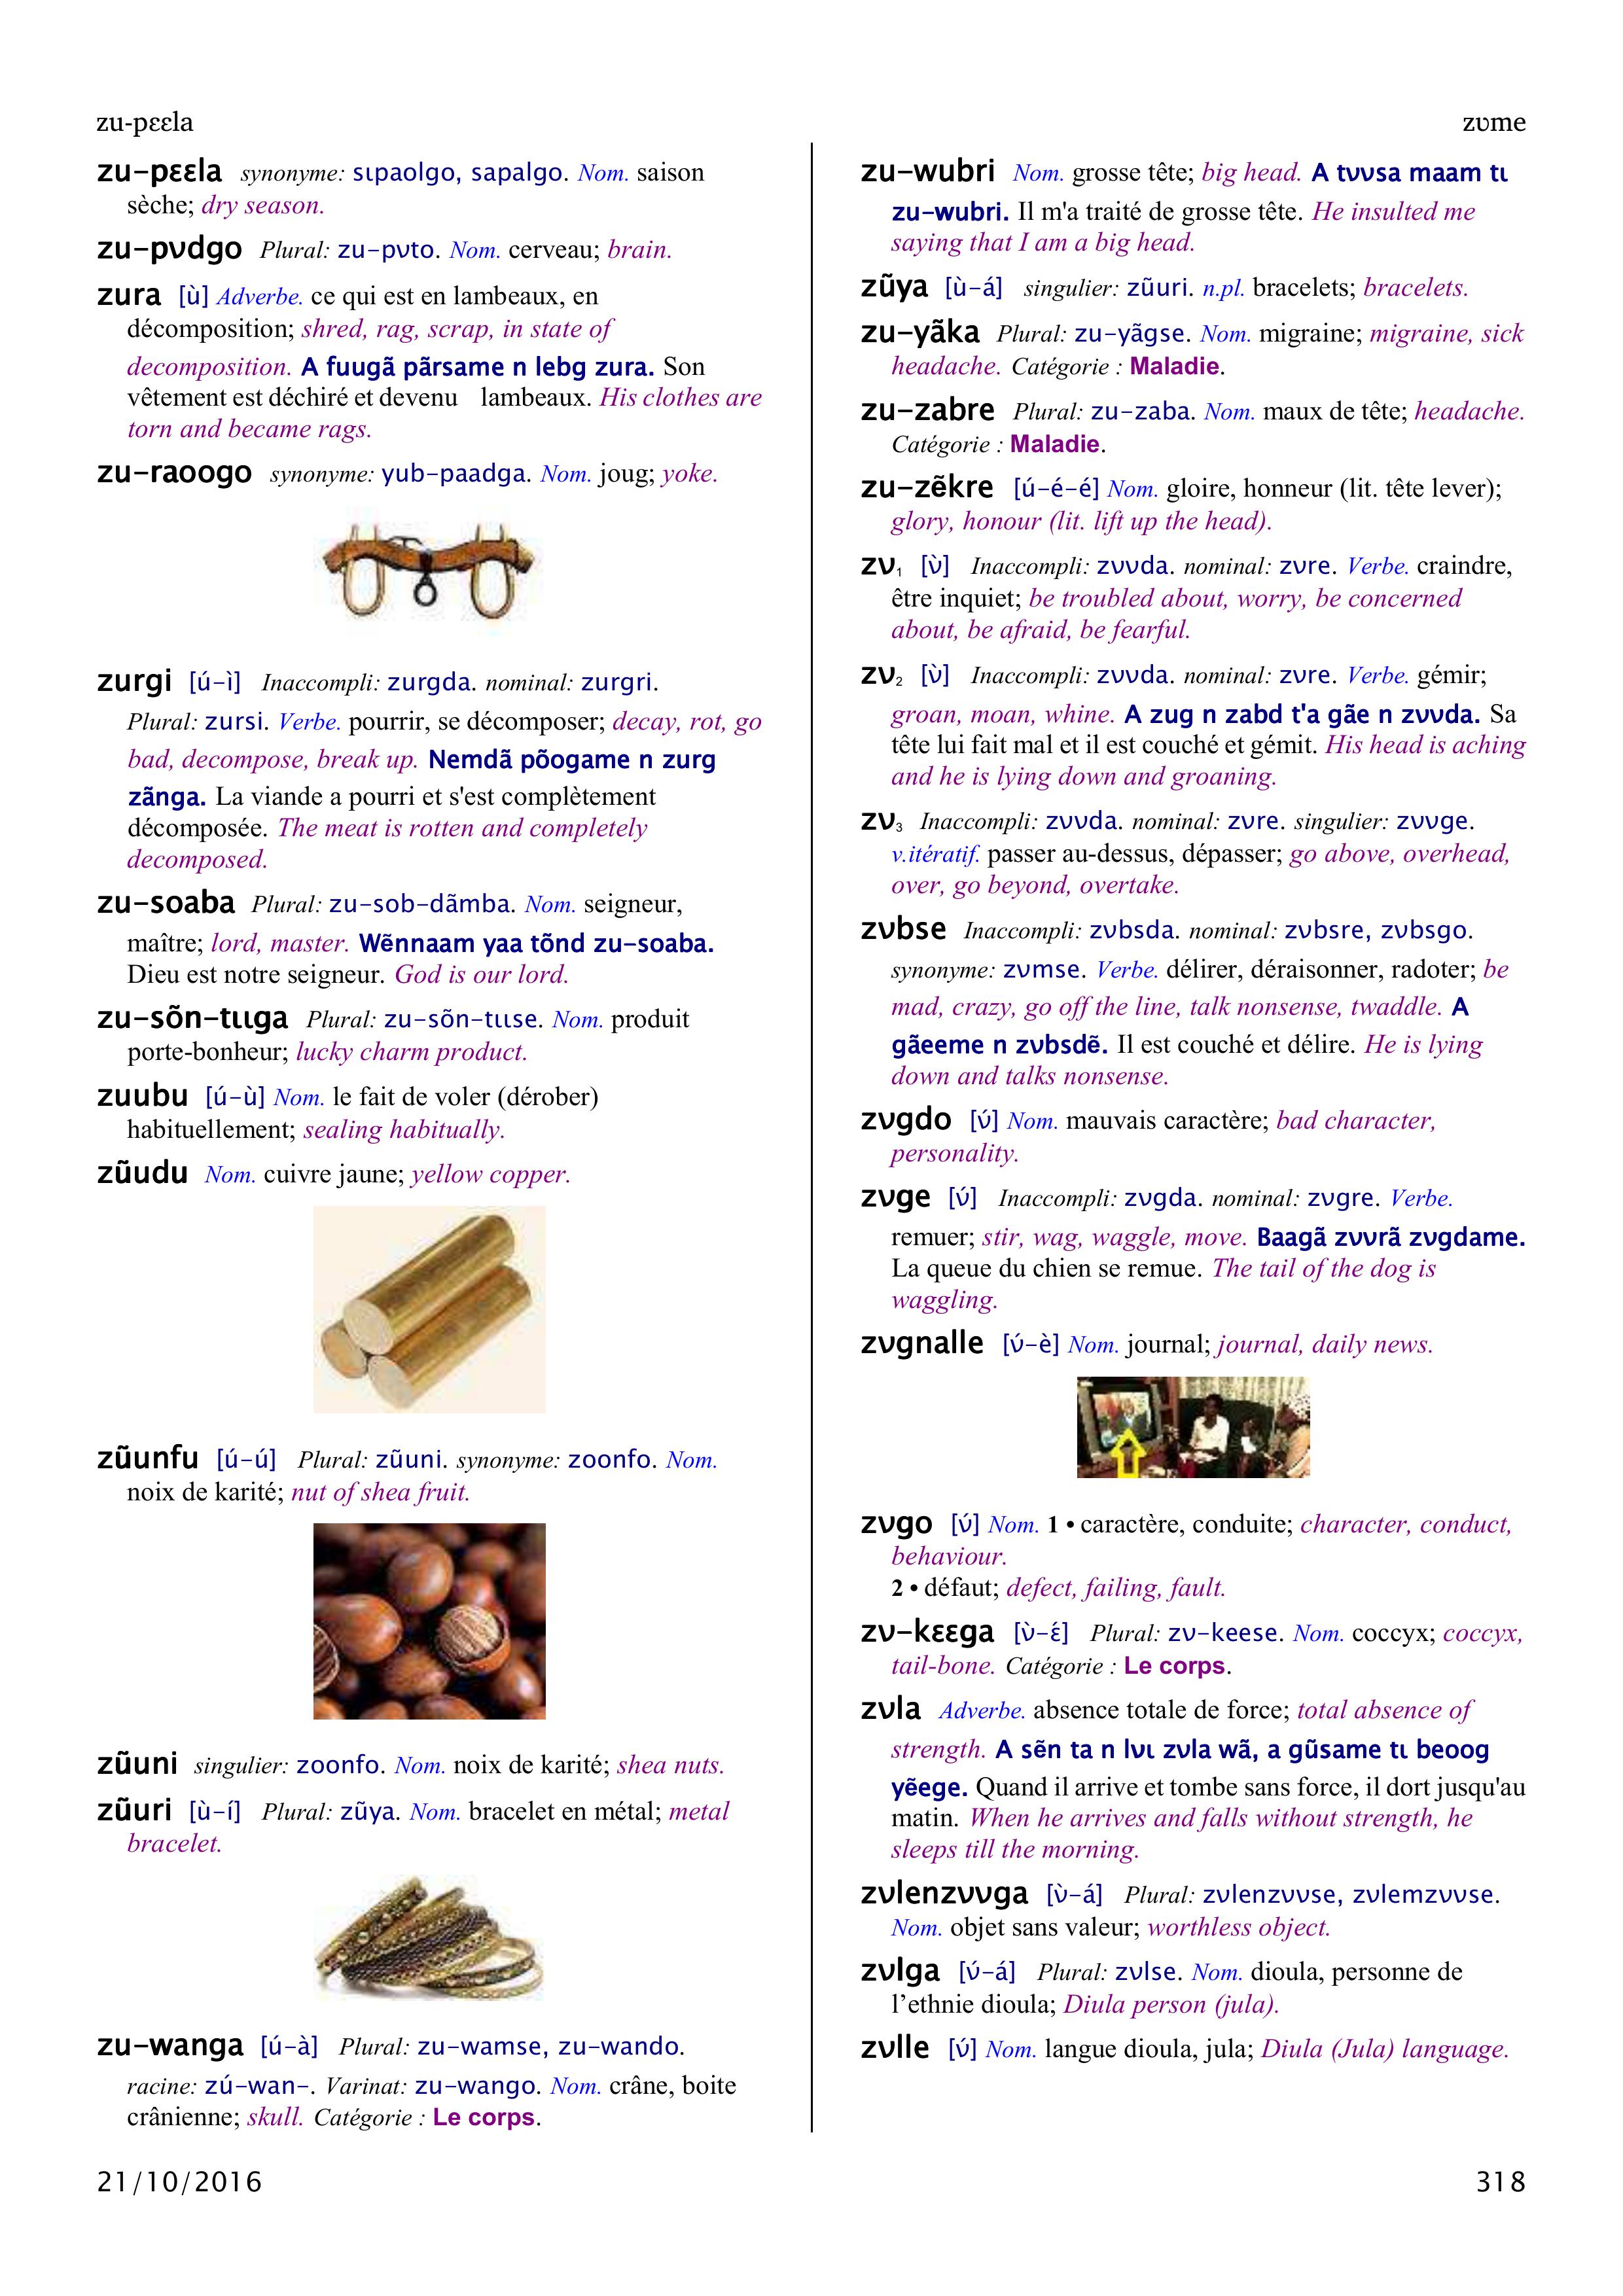 zu-pɛɛla
zʋme
zu-pɛɛla synonyme: sɩpaolgo, sapalgo. Nom. saison
sèche; dry season.
zu-pʋdgo Plural: zu-pʋto. Nom. cerveau; brain.
zura [ù] Adverbe. ce qui est en lambeaux, en
décomposition; shred, rag, scrap, in state of
decomposition. A fuugã pãrsame n lebg zura. Son
vêtement est déchiré et devenu lambeaux. His clothes are
torn and became rags.
zu-raoogo synonyme: yub-paadga. Nom. joug; yoke.
zurgi [ú-ì] Inaccompli: zurgda. nominal: zurgri.
Plural: zursi. Verbe. pourrir, se décomposer; decay, rot, go
bad, decompose, break up. Nemdã põogame n zurg
zãnga. La viande a pourri et s'est complètement
décomposée. The meat is rotten and completely
decomposed.
zu-soaba Plural: zu-sob-dãmba. Nom. seigneur,
maître; lord, master. Wẽnnaam yaa tõnd zu-soaba.
Dieu est notre seigneur. God is our lord.
zu-sõn-tɩɩga Plural: zu-sõn-tɩɩse. Nom. produit
porte-bonheur; lucky charm product.
zuubu [ú-ù] Nom. le fait de voler (dérober)
habituellement; sealing habitually.
zũudu Nom. cuivre jaune; yellow copper.
zũunfu [ú-ú] Plural: zũuni. synonyme: zoonfo. Nom.
noix de karité; nut of shea fruit.
zũuni singulier: zoonfo. Nom. noix de karité; shea nuts.
zũuri [ù-í] Plural: zũya. Nom. bracelet en métal; metal
bracelet.
zu-wanga [ú-à] Plural: zu-wamse, zu-wando.
racine: zú-wan-. Varinat: zu-wango. Nom. crâne, boite
crânienne; skull. Catégorie : Le corps.
zu-wubri Nom. grosse tête; big head. A tʋʋsa maam tɩ
zu-wubri. Il m'a traité de grosse tête. He insulted me
saying that I am a big head.
zũya [ù-á] singulier: zũuri. n.pl. bracelets; bracelets.
zu-yãka Plural: zu-yãgse. Nom. migraine; migraine, sick
headache. Catégorie : Maladie.
zu-zabre Plural: zu-zaba. Nom. maux de tête; headache.
Catégorie : Maladie.
zu-zẽkre [ú-é-é] Nom. gloire, honneur (lit. tête lever);
glory, honour (lit. lift up the head).
zʋ₁ [ʋ̀] Inaccompli: zʋʋda. nominal: zʋre. Verbe. craindre,
être inquiet; be troubled about, worry, be concerned
about, be afraid, be fearful.
zʋ₂ [ʋ̀] Inaccompli: zʋʋda. nominal: zʋre. Verbe. gémir;
groan, moan, whine. A zug n zabd t'a gãe n zʋʋda. Sa
tête lui fait mal et il est couché et gémit. His head is aching
and he is lying down and groaning.
zʋ₃ Inaccompli: zʋʋda. nominal: zʋre. singulier: zʋʋge.
v.itératif. passer au-dessus, dépasser; go above, overhead,
over, go beyond, overtake.
zʋbse Inaccompli: zʋbsda. nominal: zʋbsre, zʋbsgo.
synonyme: zʋmse. Verbe. délirer, déraisonner, radoter; be
mad, crazy, go off the line, talk nonsense, twaddle. A
gãeeme n zʋbsdẽ. Il est couché et délire. He is lying
down and talks nonsense.
zʋgdo [ʋ́] Nom. mauvais caractère; bad character,
personality.
zʋge [ʋ́] Inaccompli: zʋgda. nominal: zʋgre. Verbe.
remuer; stir, wag, waggle, move. Baagã zʋʋrã zʋgdame.
La queue du chien se remue. The tail of the dog is
waggling.
zʋgnalle [ʋ́-è] Nom. journal; journal, daily news.
zʋgo [ʋ́] Nom. 1 • caractère, conduite; character, conduct,
behaviour.
2 • défaut; defect, failing, fault.
zʋ-kɛɛga [ʋ̀-ɛ́] Plural: zʋ-keese. Nom. coccyx; coccyx,
tail-bone. Catégorie : Le corps.
zʋla Adverbe. absence totale de force; total absence of
strength. A sẽn ta n lʋɩ zʋla wã, a gũsame tɩ beoog
yẽege. Quand il arrive et tombe sans force, il dort jusqu'au
matin. When he arrives and falls without strength, he
sleeps till the morning.
zʋlenzʋʋga [ʋ̀-á] Plural: zʋlenzʋʋse, zʋlemzʋʋse.
Nom. objet sans valeur; worthless object.
zʋlga [ʋ́-á] Plural: zʋlse. Nom. dioula, personne de
l’ethnie dioula; Diula person (jula).
zʋlle [ʋ́] Nom. langue dioula, jula; Diula (Jula) language.
21/10/2016
318